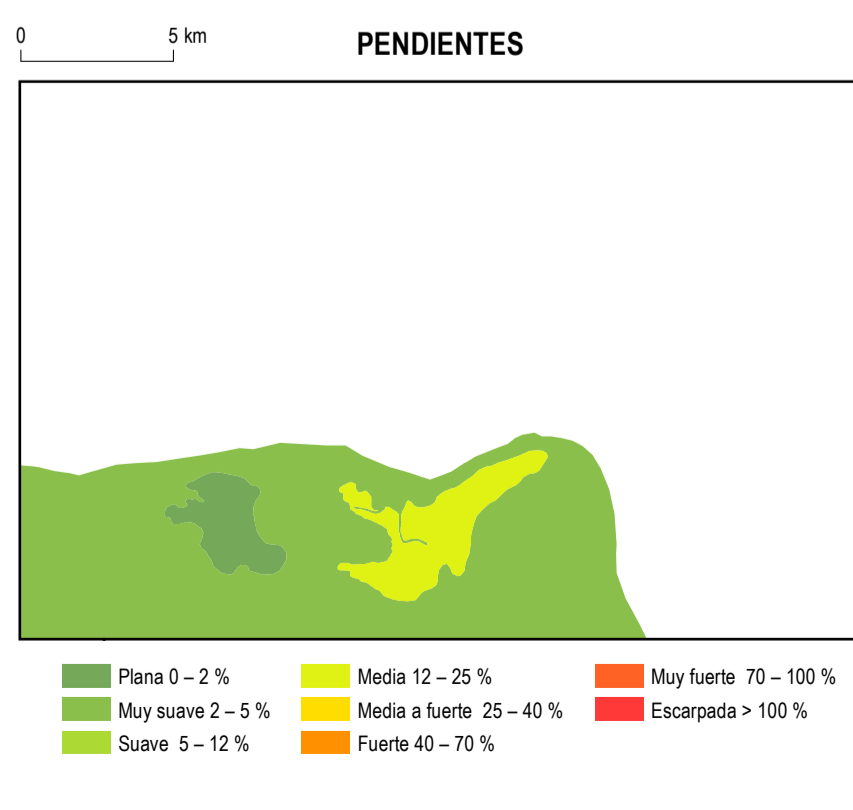 0 5 km
PENDIENTES
Plana 0 – 2 %
Muy suave 2 – 5 %
Suave 5 – 12 %
Media 12 – 25 %
Media a fuerte 25 – 40 %
Fuerte 40 – 70 %
Muy fuerte 70 – 100 %
Escarpada > 100 %